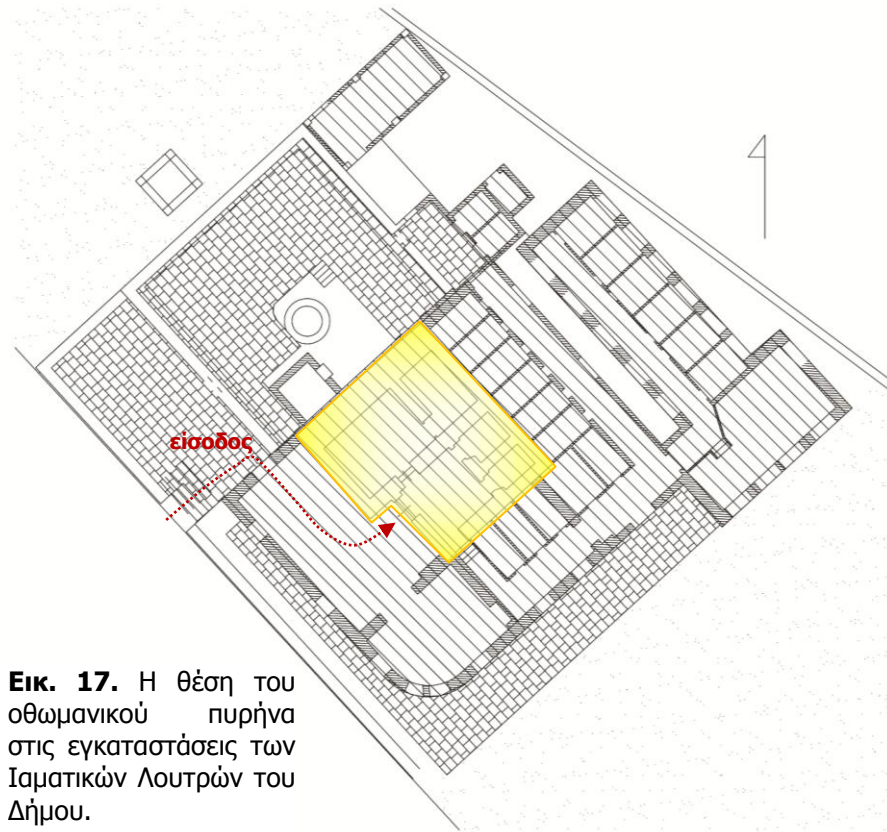 είσοδος
Εικ. 17. Η θέση του
οθωμανικού πυρήνα
στις εγκαταστάσεις των
Ιαματικών Λουτρών του
Δήμου.